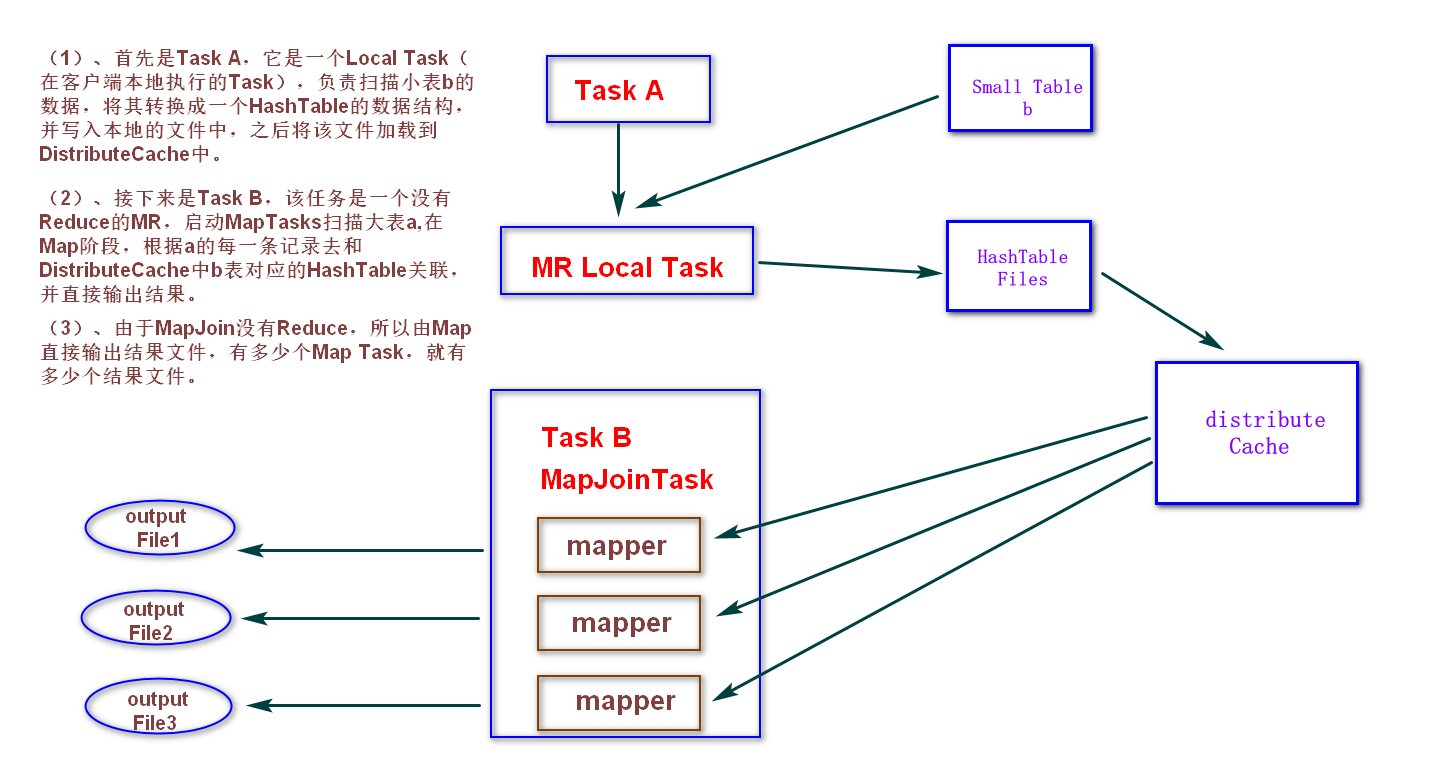 （1）、首先是Task A，它是一个Local Task（
在客户端本地执行的Task），负责扫描小表b的
数据，将其转换成一个HashTable的数据结构，
并写入本地的文件中，之后将该文件加载到
DistributeCache中。
（2）、接下来是Task B，该任务是一个没有
Reduce的MR，启动MapTasks扫描大表a,在
Map阶段，根据a的每一条记录去和
DistributeCache中b表对应的HashTable关联，
并直接输出结果。
（3）、由于MapJoin没有Reduce，所以由Map
直接输出结果文件，有多少个Map Task，就有
多少个结果文件。
Task A
Small Table
b
MR Local Task
HashTable
Files
distribute
Cache
Task B
MapJoinTask
mapper
mapper
mapper
output
File1
output
File2
output
File3